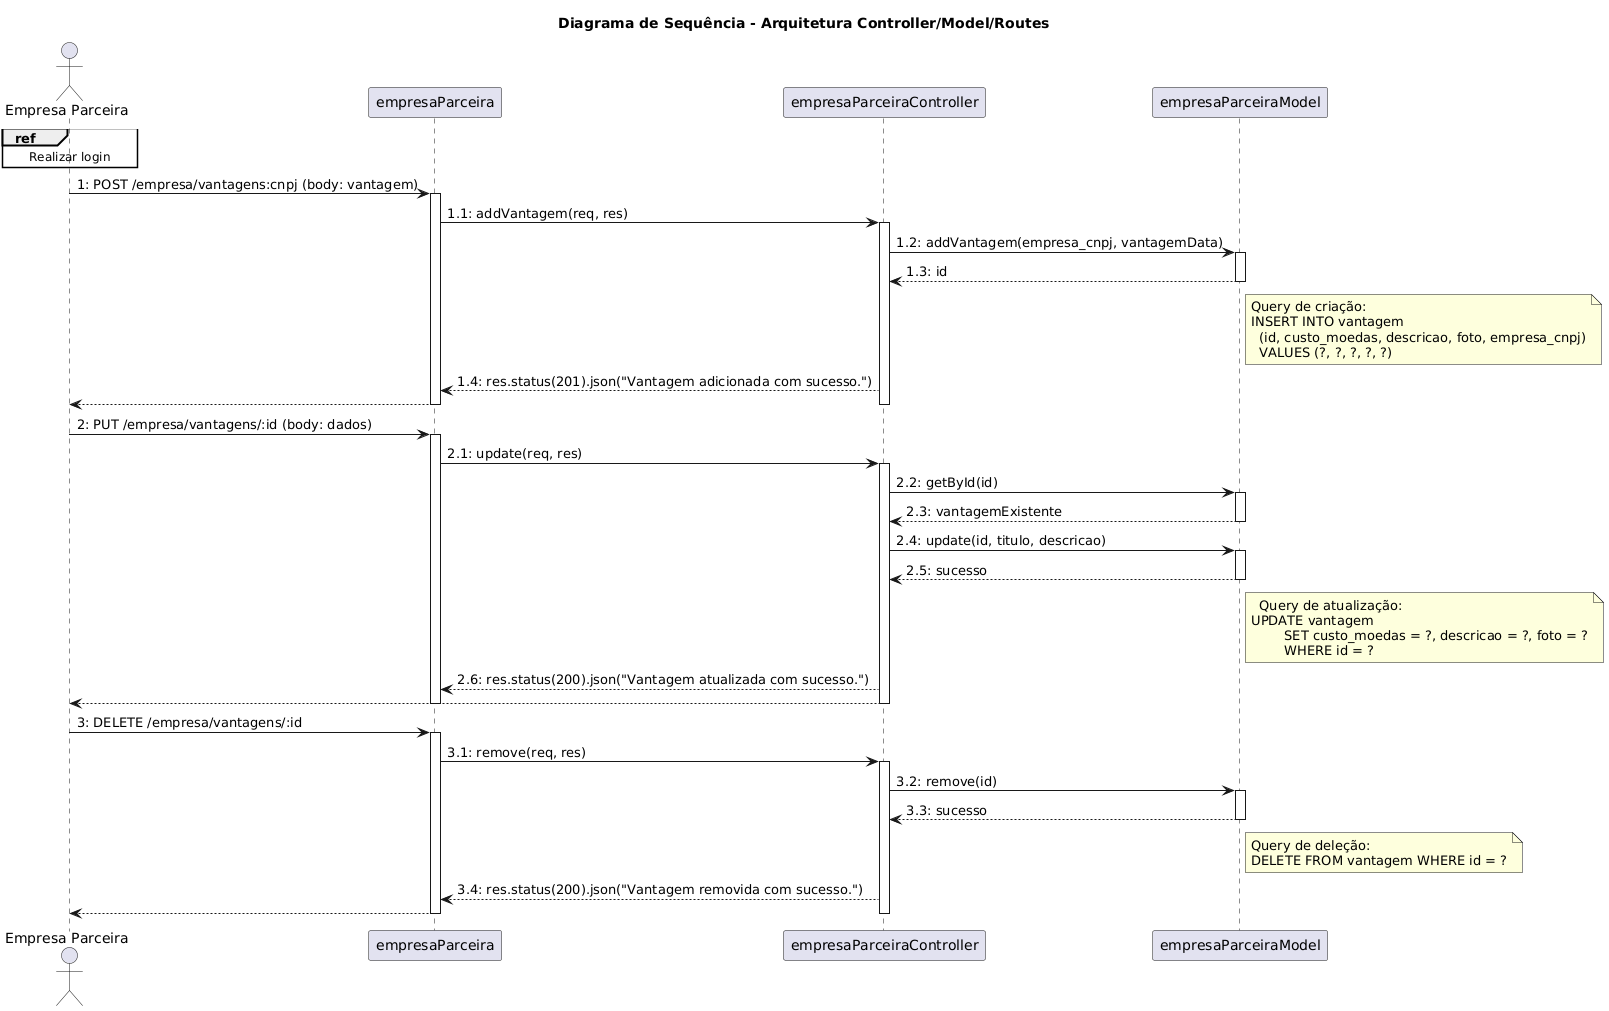 Diagrama de Sequência - Arquitetura Controller/Model/Routes
Empresa Parceira
empresaParceira
empresaParceiraController
empresaParceiraModel
ref
Realizar login
1: POST /empresa/vantagens:cnpj (body: vantagem)
1.1: addVantagem(req, res)
1.2: addVantagem(empresa_cnpj, vantagemData)
1.3: id
Query de criação:
INSERT INTO vantagem
(id, custo_moedas, descricao, foto, empresa_cnpj)
VALUES (?, ?, ?, ?, ?)
1.4: res.status(201).json("Vantagem adicionada com sucesso.")
2: PUT /empresa/vantagens/:id (body: dados)
2.1: update(req, res)
2.2: getById(id)
2.3: vantagemExistente
2.4: update(id, titulo, descricao)
2.5: sucesso
Query de atualização:
UPDATE vantagem
SET custo_moedas = ?, descricao = ?, foto = ?
WHERE id = ?
2.6: res.status(200).json("Vantagem atualizada com sucesso.")
3: DELETE /empresa/vantagens/:id
3.1: remove(req, res)
3.2: remove(id)
3.3: sucesso
Query de deleção:
DELETE FROM vantagem WHERE id = ?
3.4: res.status(200).json("Vantagem removida com sucesso.")
Empresa Parceira
empresaParceira
empresaParceiraController
empresaParceiraModel